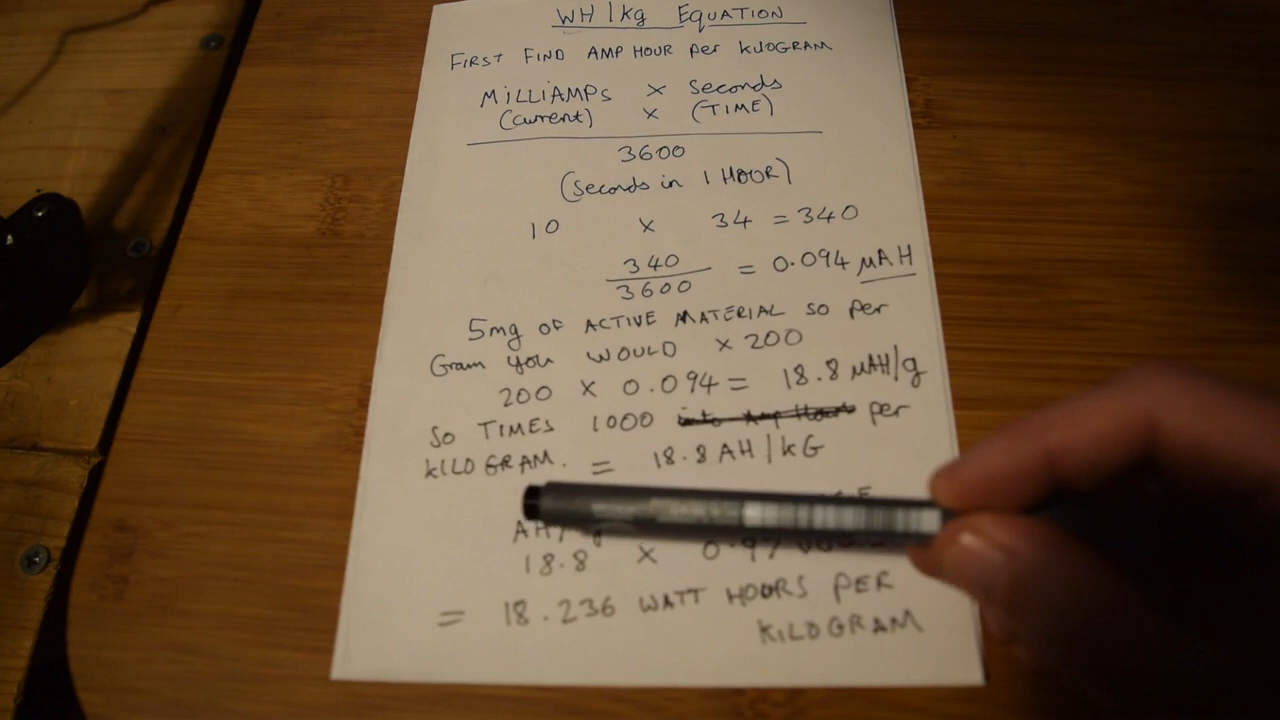 WH/kg EQUATION
FIRST FIND AMP HOUR per KILOGRAM
MILLIAMPS x seconds
(current) x (TIME)
3600
(seconds in 1 HOUR)
10 x 34 = 340
340
3600
= 0.094 MAH
5mg OF ACTIVE MATERIAL so per
Gram you WOULD x 200
200 x 0.094 = 18.8 MAH/g
SO TIMES 1000 per
KILOGRAM. = 18.8 AH/KG
18.8 x 0.97
= 18.236 WATT HOURS PER
KILOGRAM